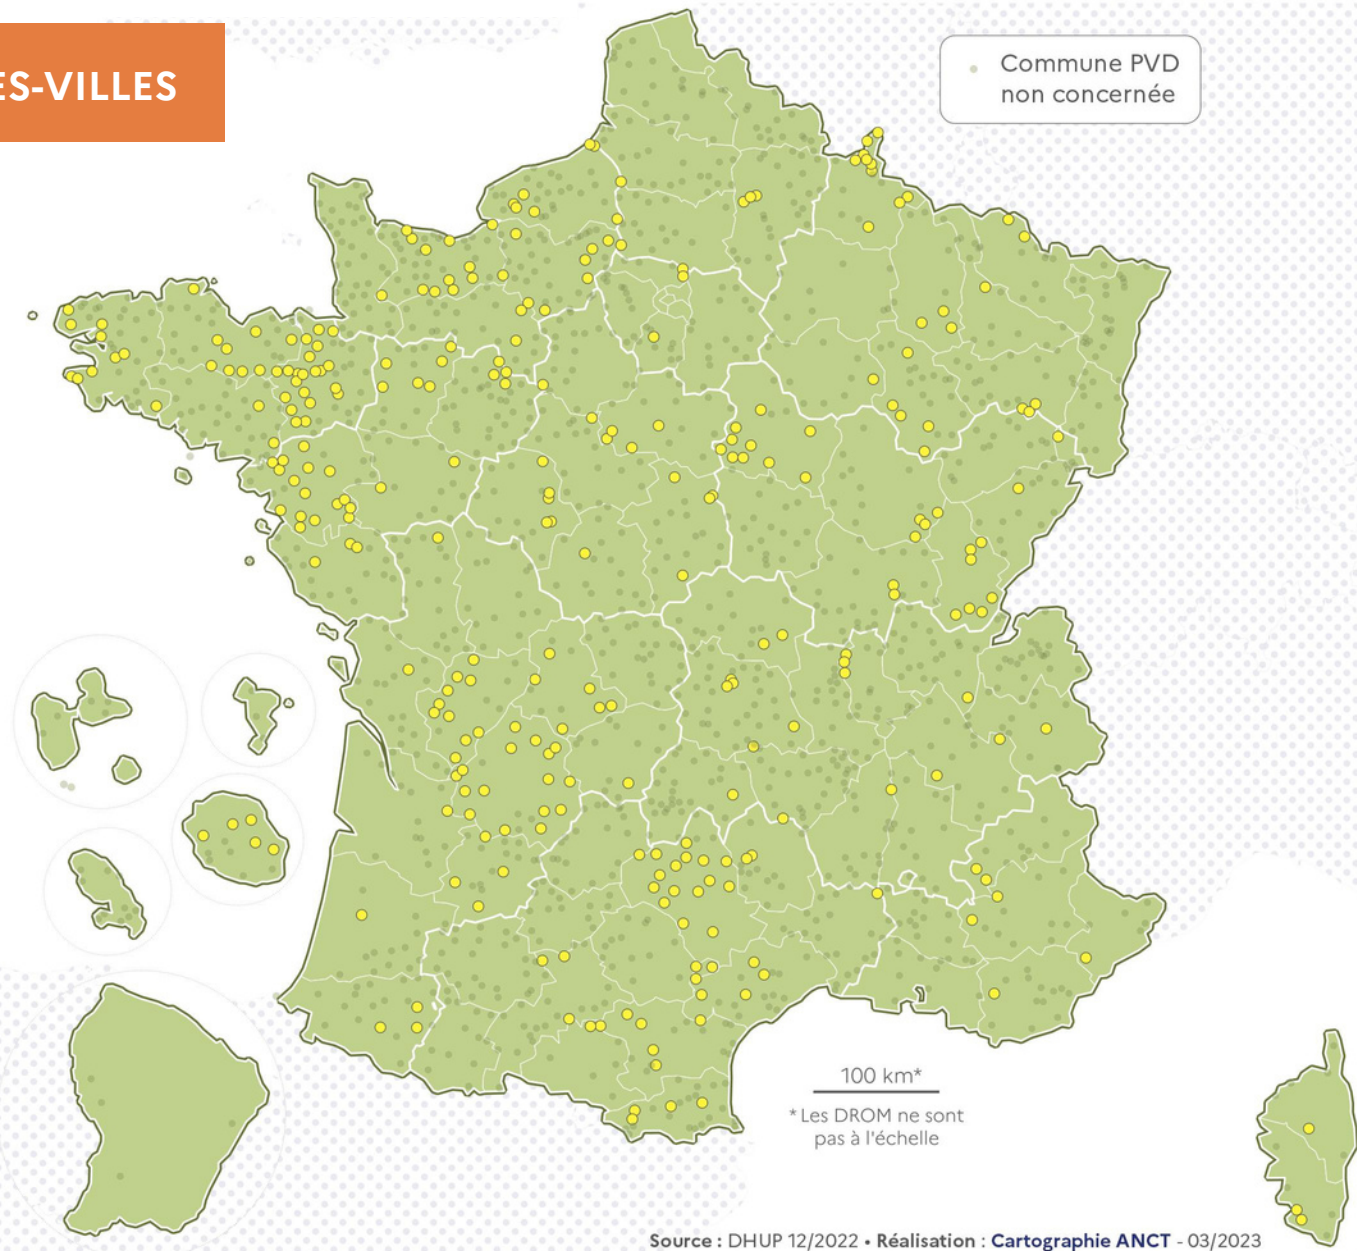 ES-VILLES
Commune PVD
non concernée
100 km*
* Les DROM ne sont
pas à l'échelle
Source : DHUP 12/2022 • Réalisation : Cartographie ANCT - 03/2023